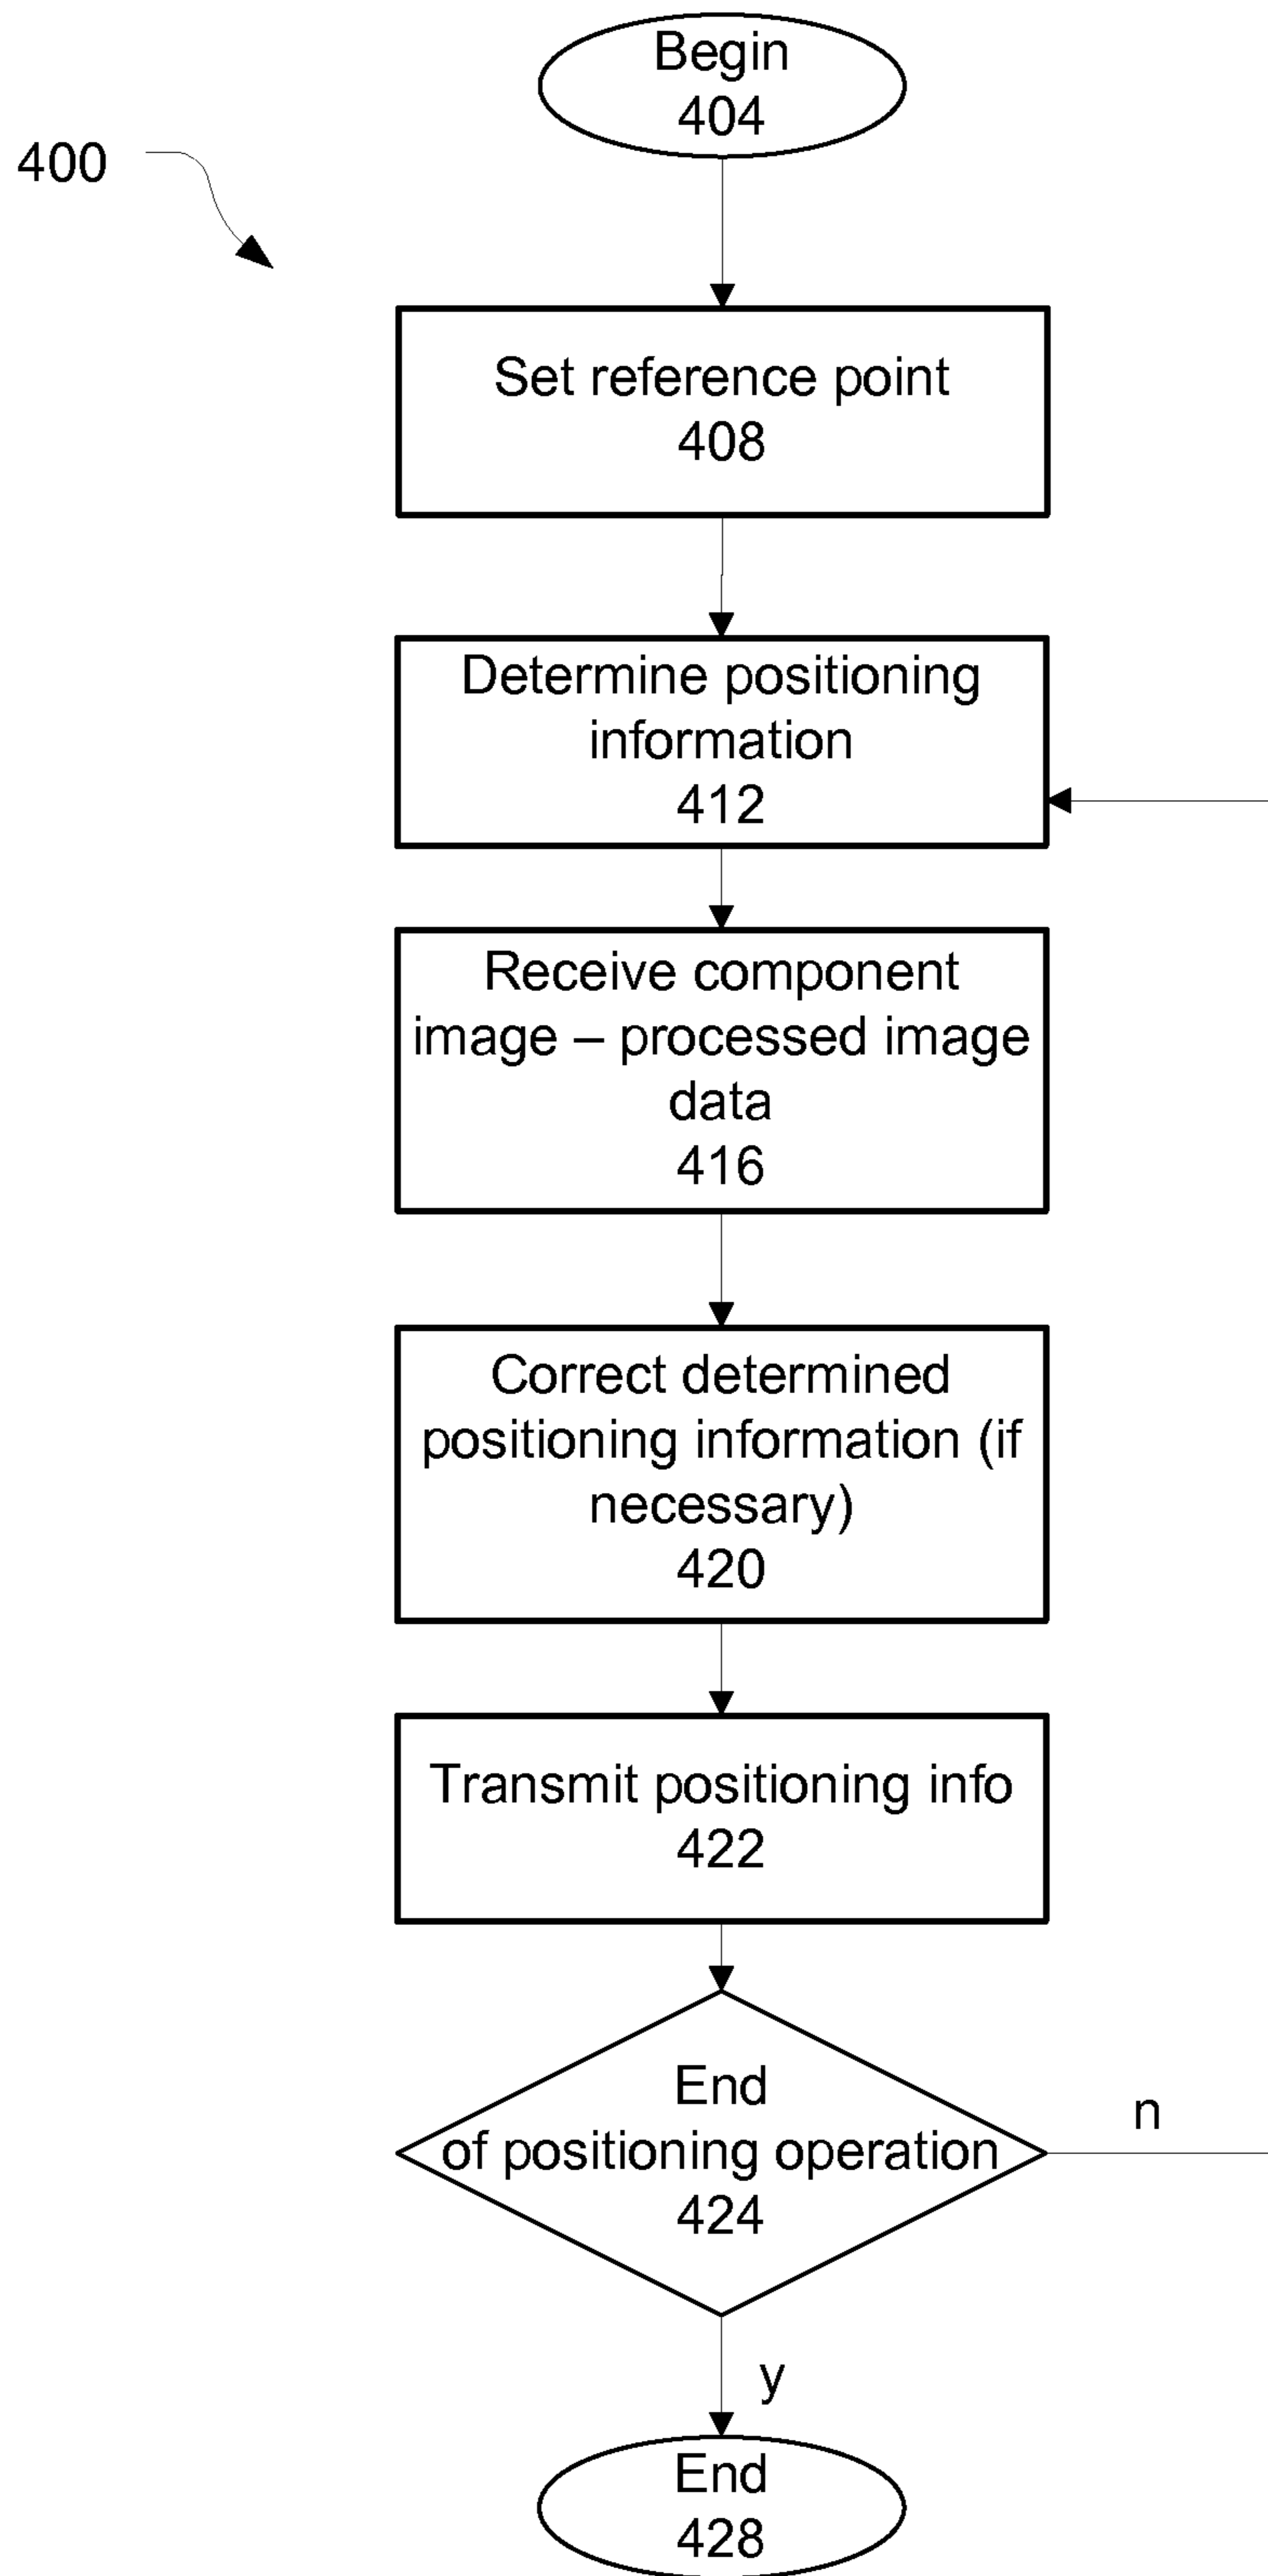 Begin
404
400
Set reference point
408
Determine positioning
information
412
Receive component
image – processed image
data
416
Correct determined
positioning information (if
necessary)
420
Transmit positioning info
422
End
of positioning operation
424
n
y
End
428